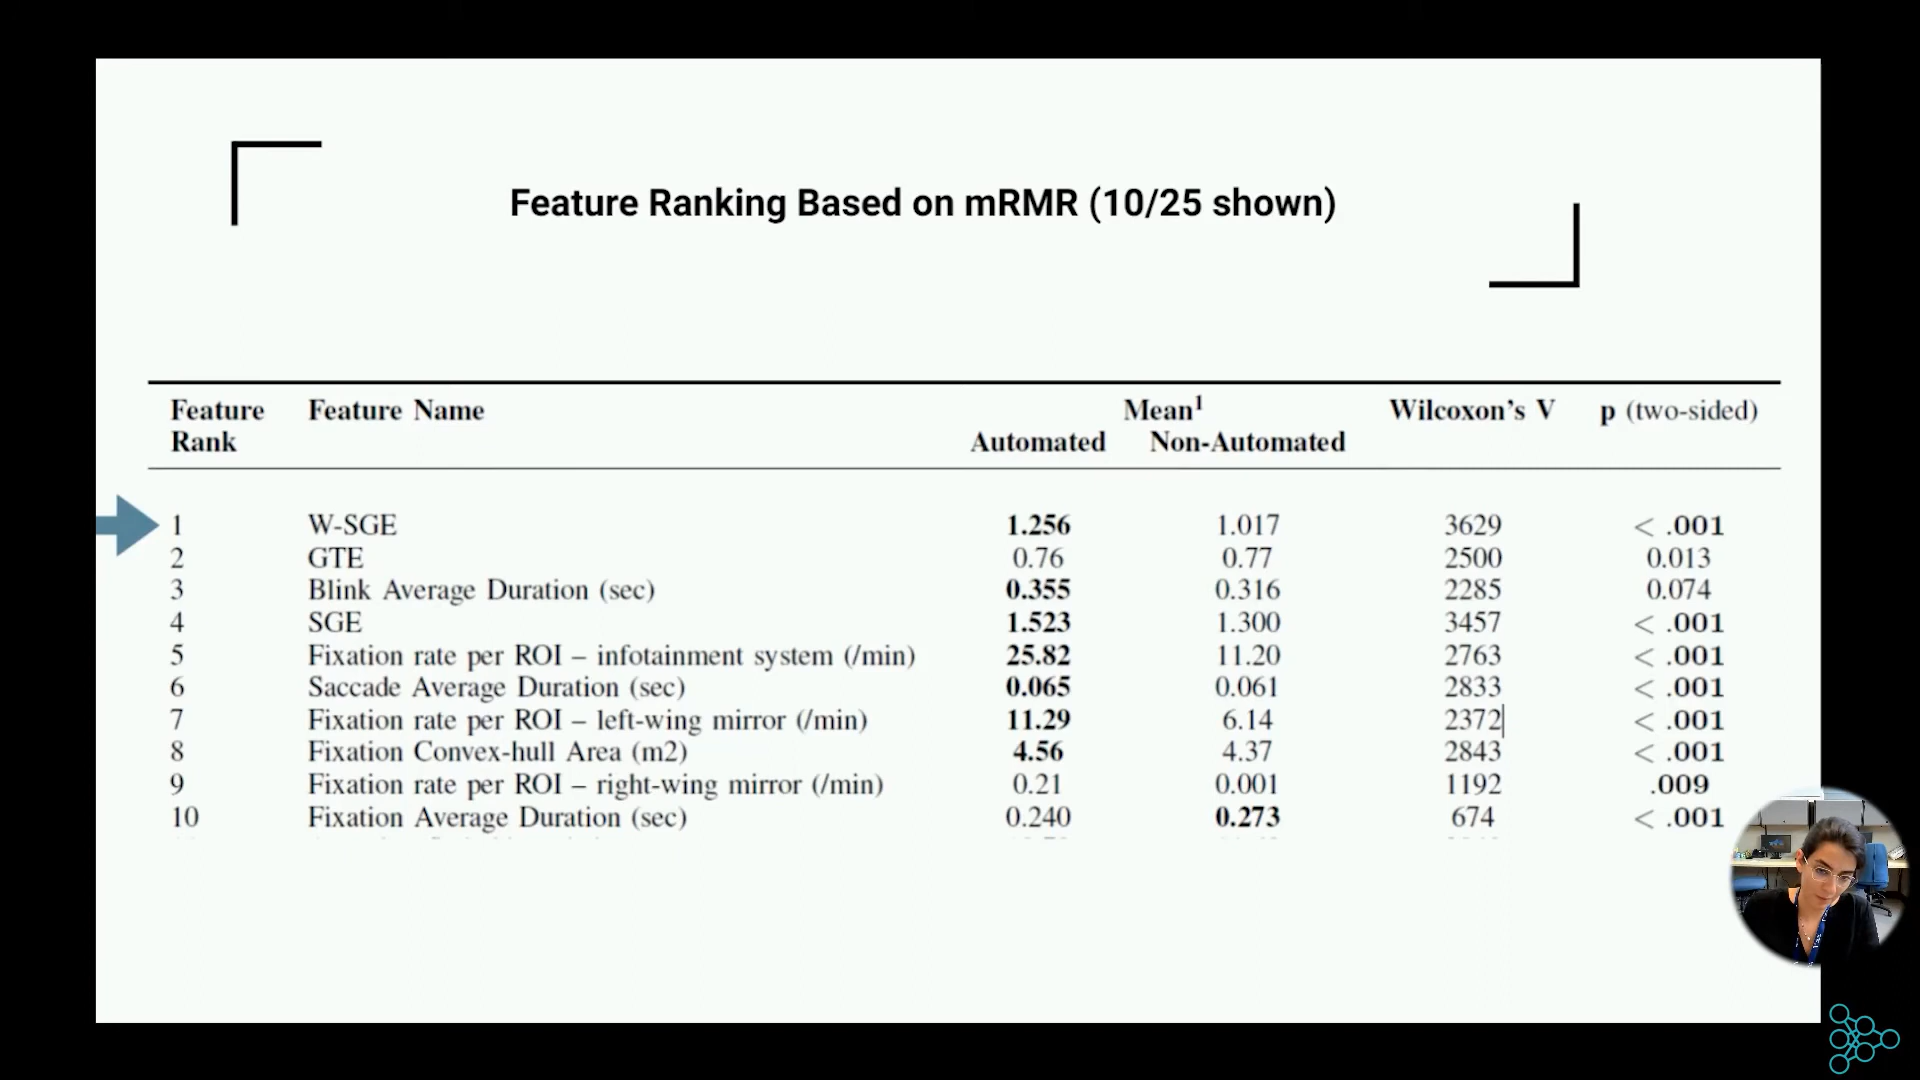 Feature Ranking Based on mRMR (10/25 shown)
Feature Rank Feature Name Mean1 Wilcoxon's V p (two-sided)
Automated Non-Automated
1 W-SGE 1.256 1.017 3629 < .001
2 GTE 0.76 0.77 2500 0.013
3 Blink Average Duration (sec) 0.355 0.316 2285 0.074
4 SGE 1.523 1.300 3457 < .001
5 Fixation rate per ROI – infotainment system (/min) 25.82 11.20 2763 < .001
6 Saccade Average Duration (sec) 0.065 0.061 2833 < .001
7 Fixation rate per ROI – left-wing mirror (/min) 11.29 6.14 2372 < .001
8 Fixation Convex-hull Area (m2) 4.56 4.37 2843 < .001
9 Fixation rate per ROI – right-wing mirror (/min) 0.21 0.001 1192 .009
10 Fixation Average Duration (sec) 0.240 0.273 674 < .001